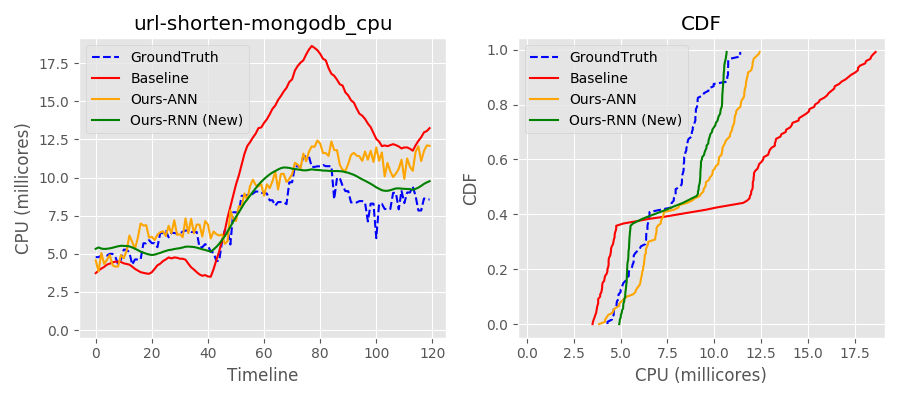 url-shorten-mongodb_cpu
CPU (millicores)
17.5
15.0
12.5
10.0
7.5
5.0
2.5
0.0
GroundTruth
Baseline
Ours-ANN
Ours-RNN (New)
0
20
40
60
80
100
120
Timeline
CDF
CDF
1.0
0.8
0.6
0.4
0.2
0.0
GroundTruth
Baseline
Ours-ANN
Ours-RNN (New)
0.0
2.5
5.0
7.5
10.0
12.5
15.0
17.5
CPU (millicores)